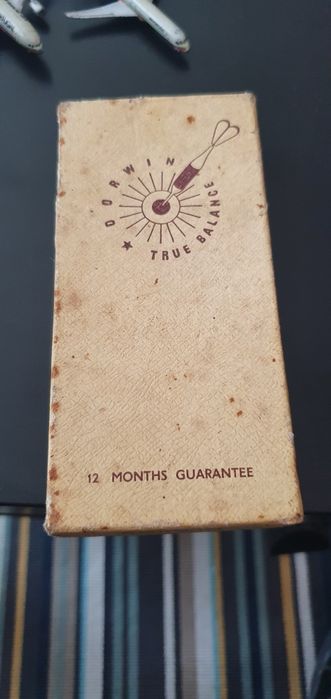 DORWIN
★ TRUE BALANCE
12 MONTHS GUARANTEE